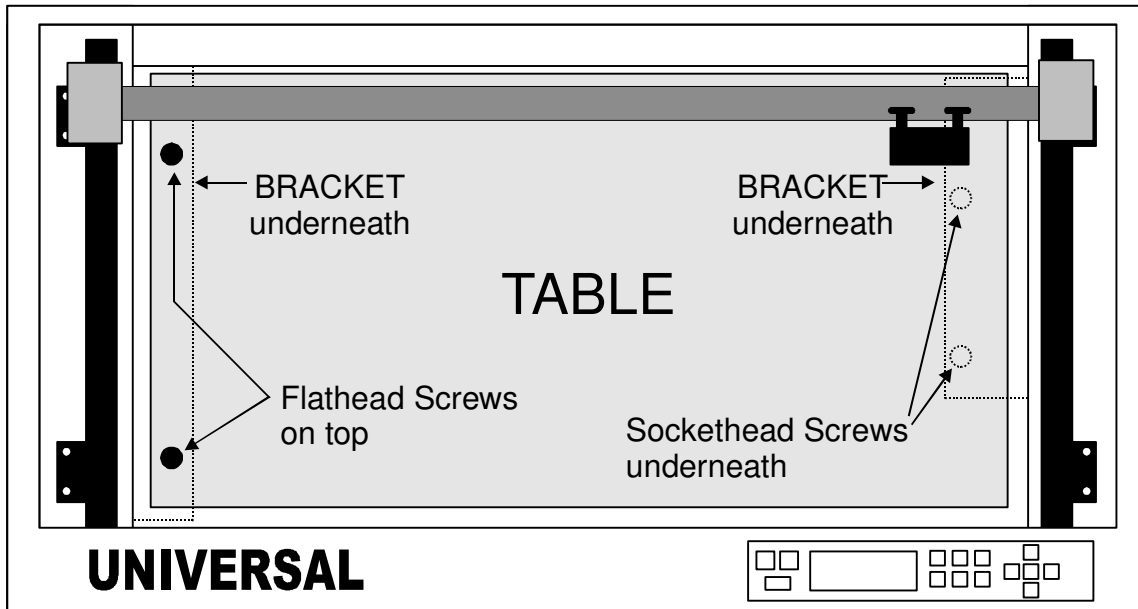 BRACKET
underneath
BRACKET
underneath
TABLE
Flathead Screws
on top
Sockethead Screws
underneath
UNIVERSAL